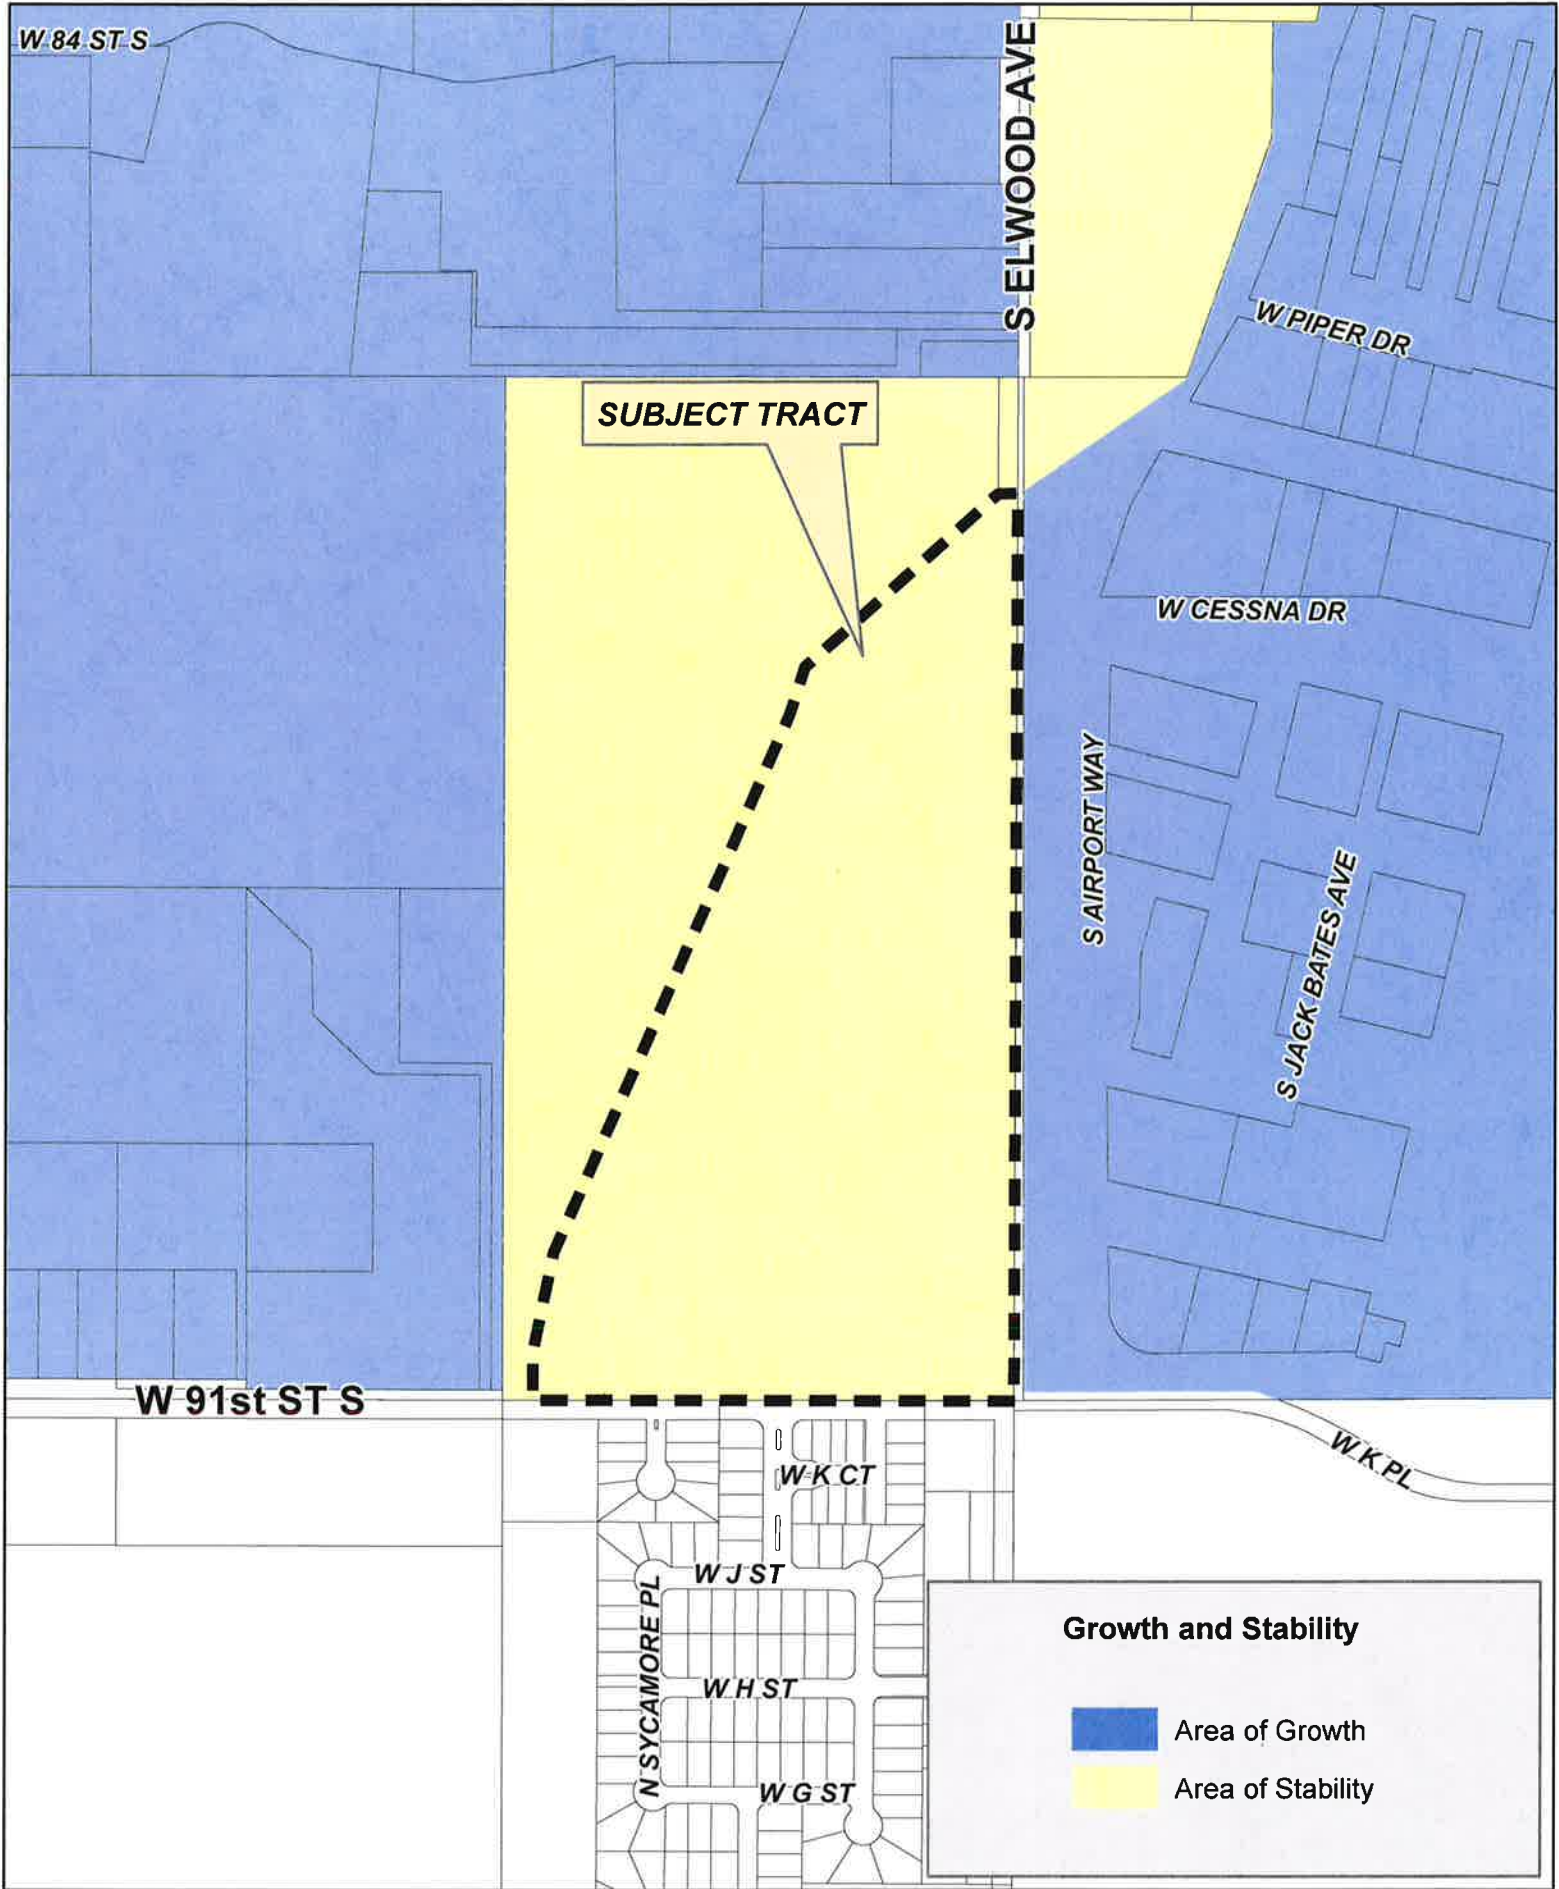 W 84 ST S
S ELWOOD AVE
W PIPER DR
SUBJECT TRACT
W CESSNA DR
S AIRPORT WAY
S JACK BATES AVE
W 91st ST S
W K PL
W K CT
W J ST
N SYCAMORE PL
W H ST
W G ST
Growth and Stability
Area of Growth
Area of Stability